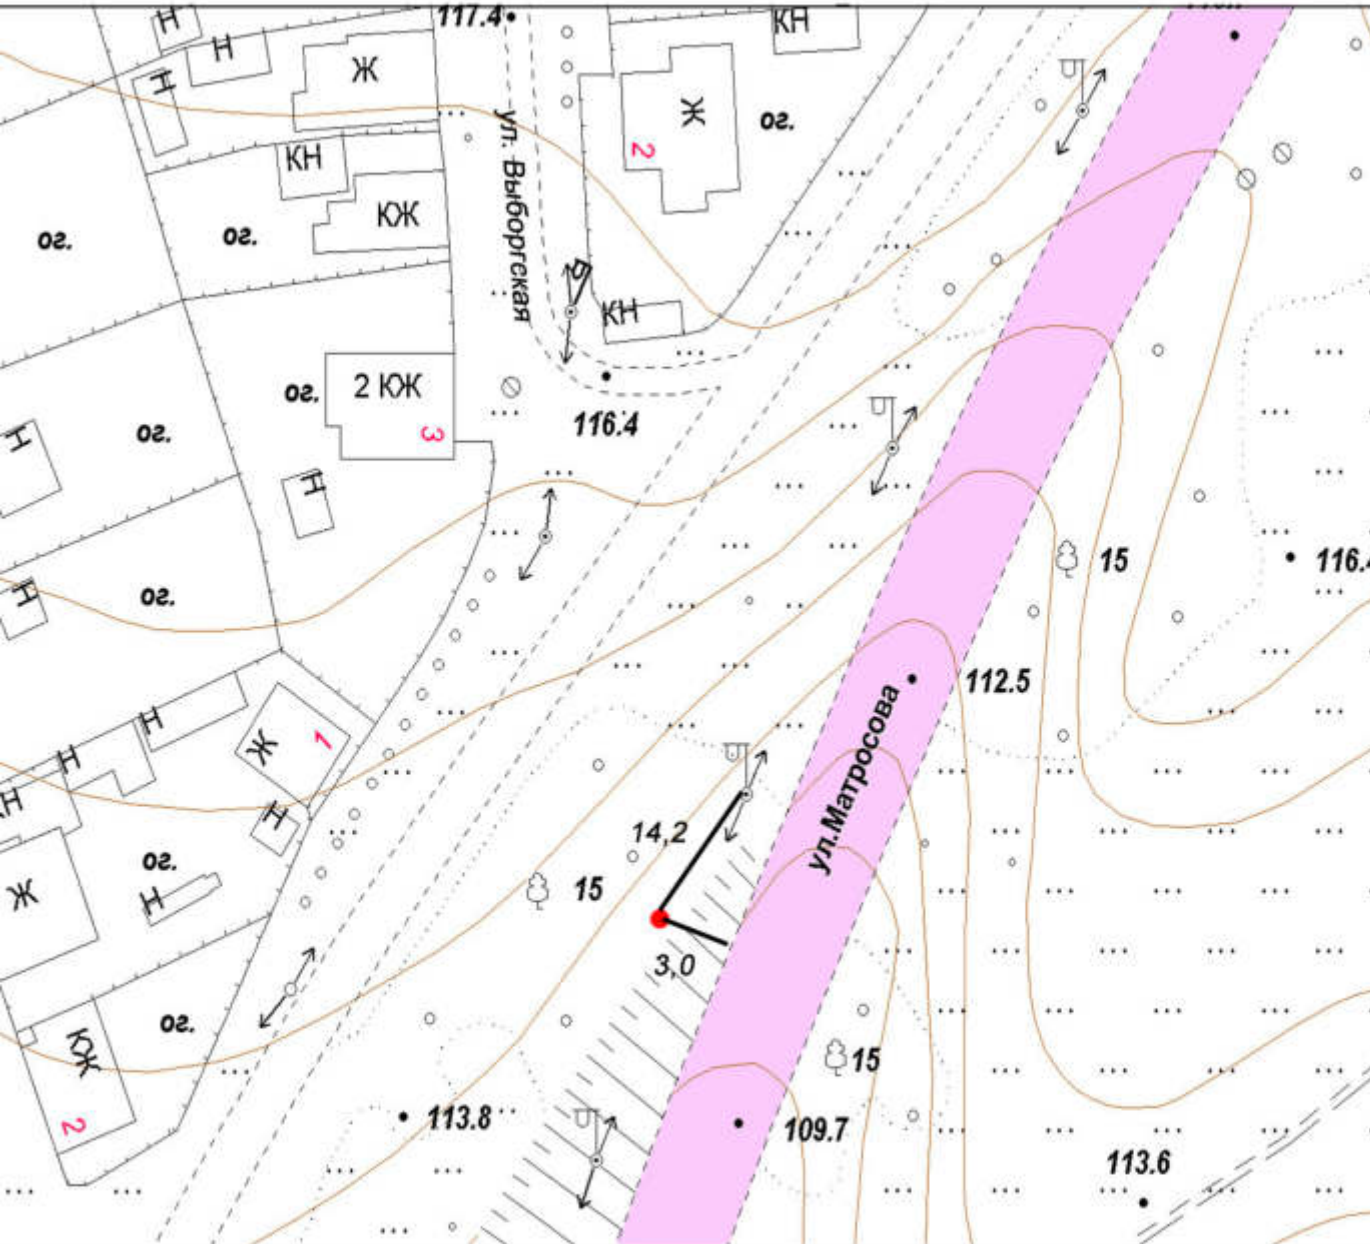 117.4
Н
Н
Н
Ж
КН
Ж
2
ог.
КН
КЖ
ог.
ог.
ул. Выборгская
КН
ог.
2 КЖ
3
116.4
ог.
Н
Н
15
116.4
ог.
Н
112.5
Н
Ж
1
Н
КН
Н
ул.Матросова
14,2
ог.
15
Ж
Н
3,0
ог.
КЖ
2
15
113.8
109.7
113.6